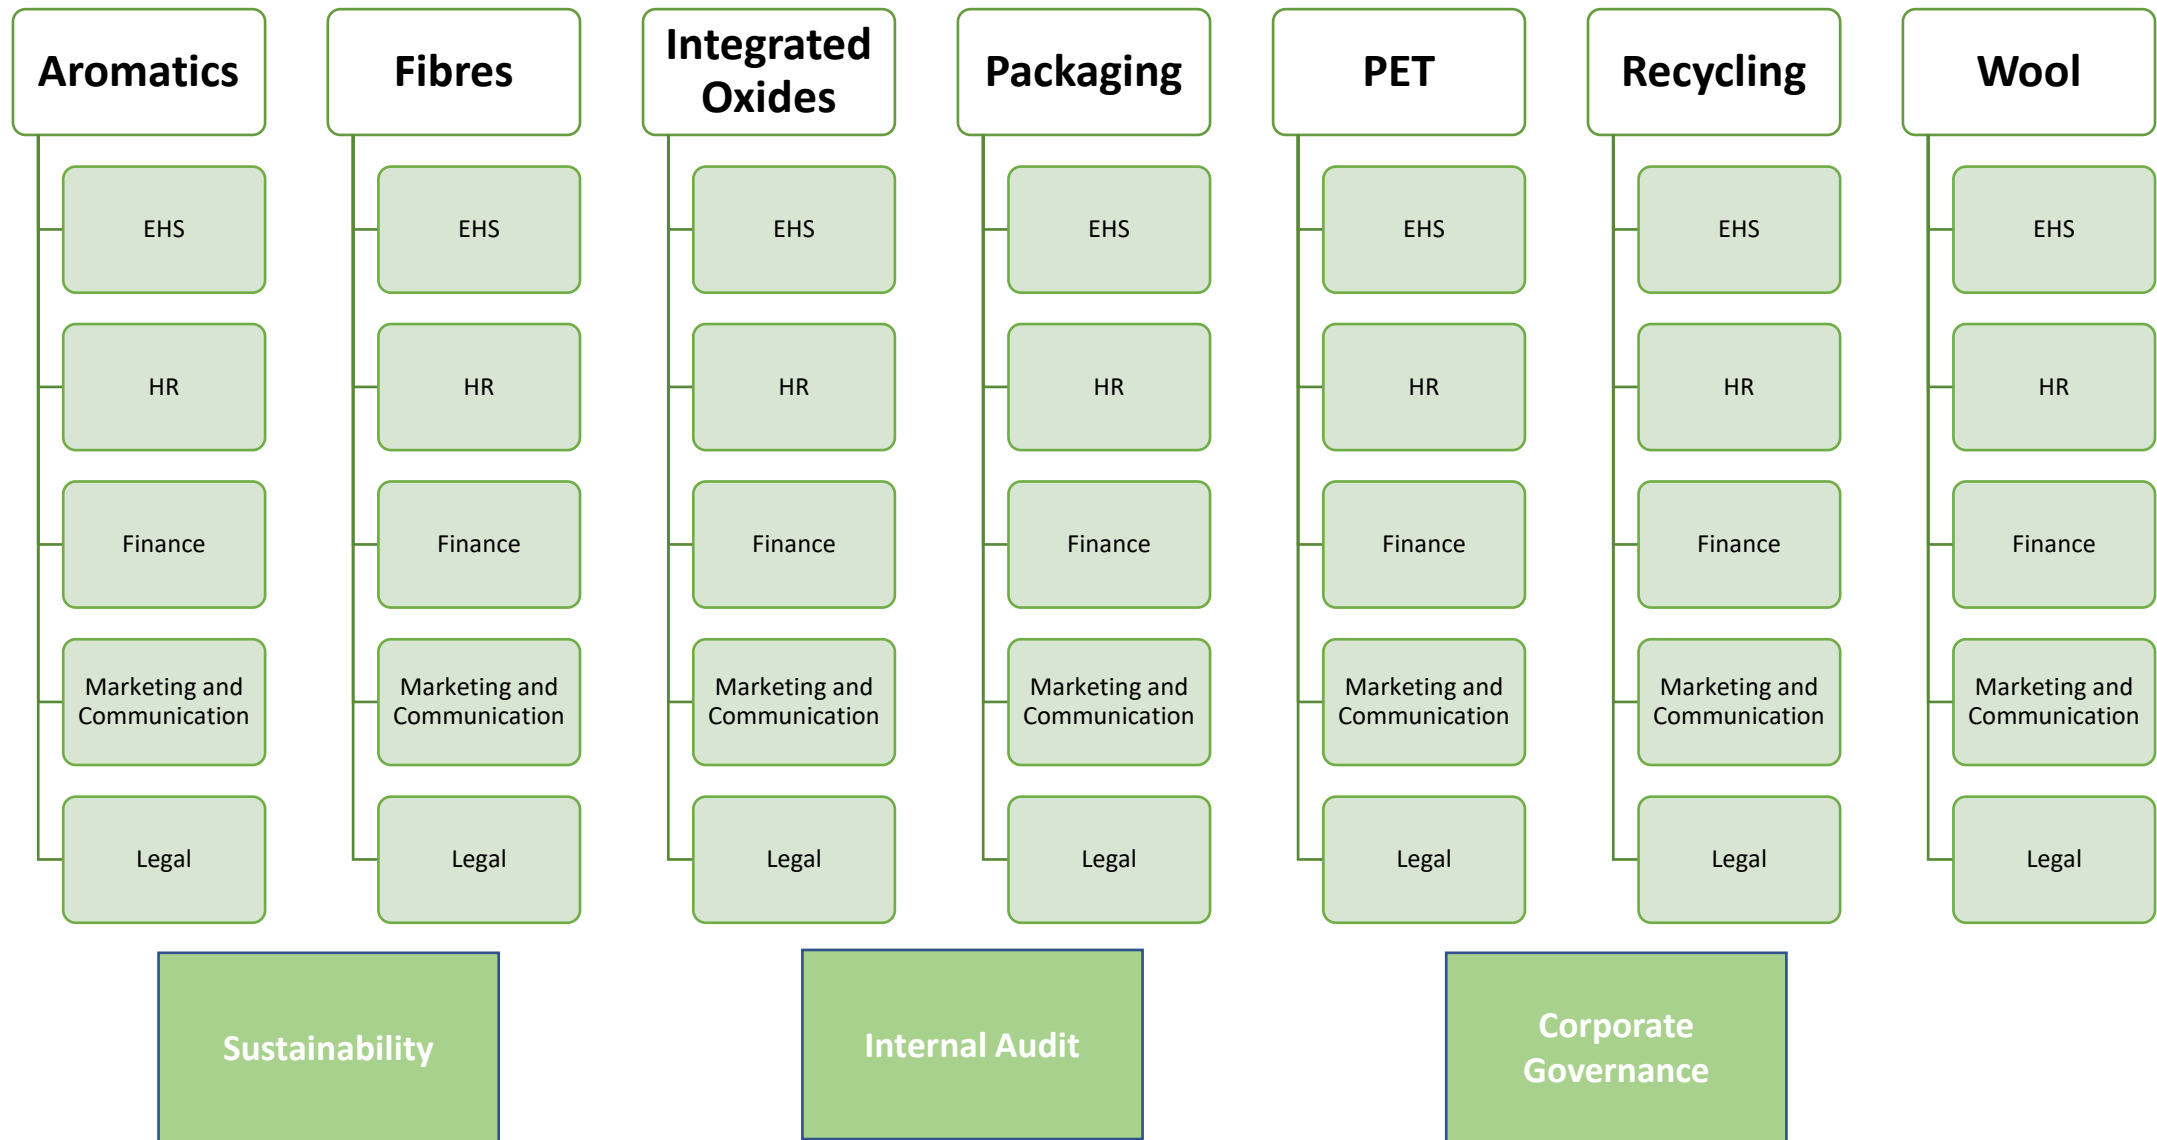 Aromatics
EHS
HR
Finance
Marketing and
Communication
Legal
Fibres
EHS
HR
Finance
Marketing and
Communication
Legal
Integrated
Oxides
EHS
HR
Finance
Marketing and
Communication
Legal
Packaging
EHS
HR
Finance
Marketing and
Communication
Legal
PET
EHS
HR
Finance
Marketing and
Communication
Legal
Recycling
EHS
HR
Finance
Marketing and
Communication
Legal
Wool
EHS
HR
Finance
Marketing and
Communication
Legal
Sustainability
Internal Audit
Corporate
Governance